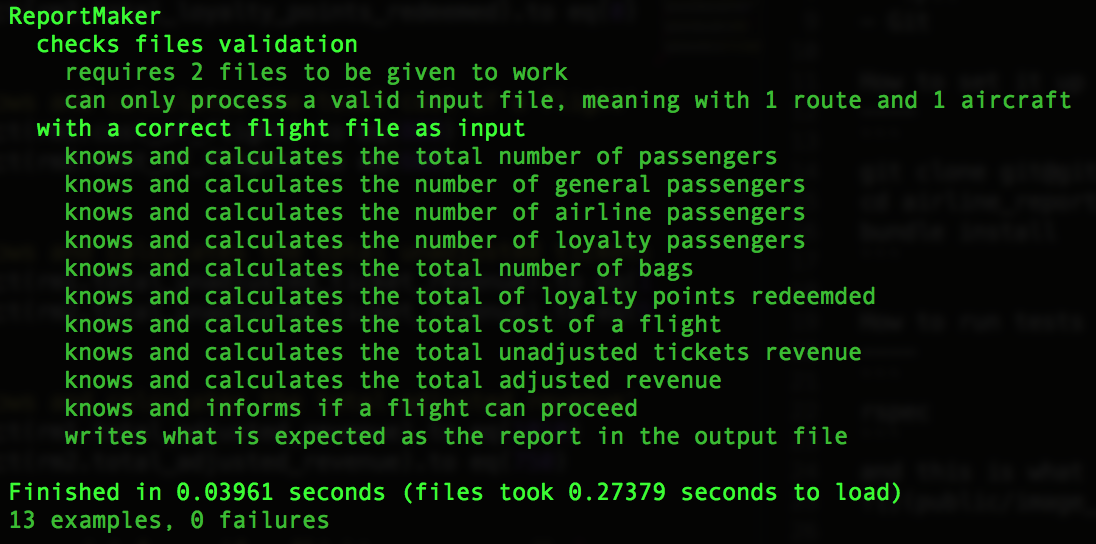 ReportMaker
checks files validation
requires 2 files to be given to work
can only process a valid input file, meaning with 1 route and 1 aircraft
with a correct flight file as input
knows and calculates the total number of passengers
knows and calculates the number of general passengers
knows and calculates the number of airline passengers
knows and calculates the number of loyalty passengers
knows and calculates the total number of bags
knows and calculates the total of loyalty points redeemded
knows and calculates the total cost of a flight
knows and calculates the total unadjusted tickets revenue
knows and calculates the total adjusted revenue
knows and informs if a flight can proceed
writes what is expected as the report in the output file
Finished in 0.03961 seconds (files took 0.27379 seconds to load)
13 examples, 0 failures